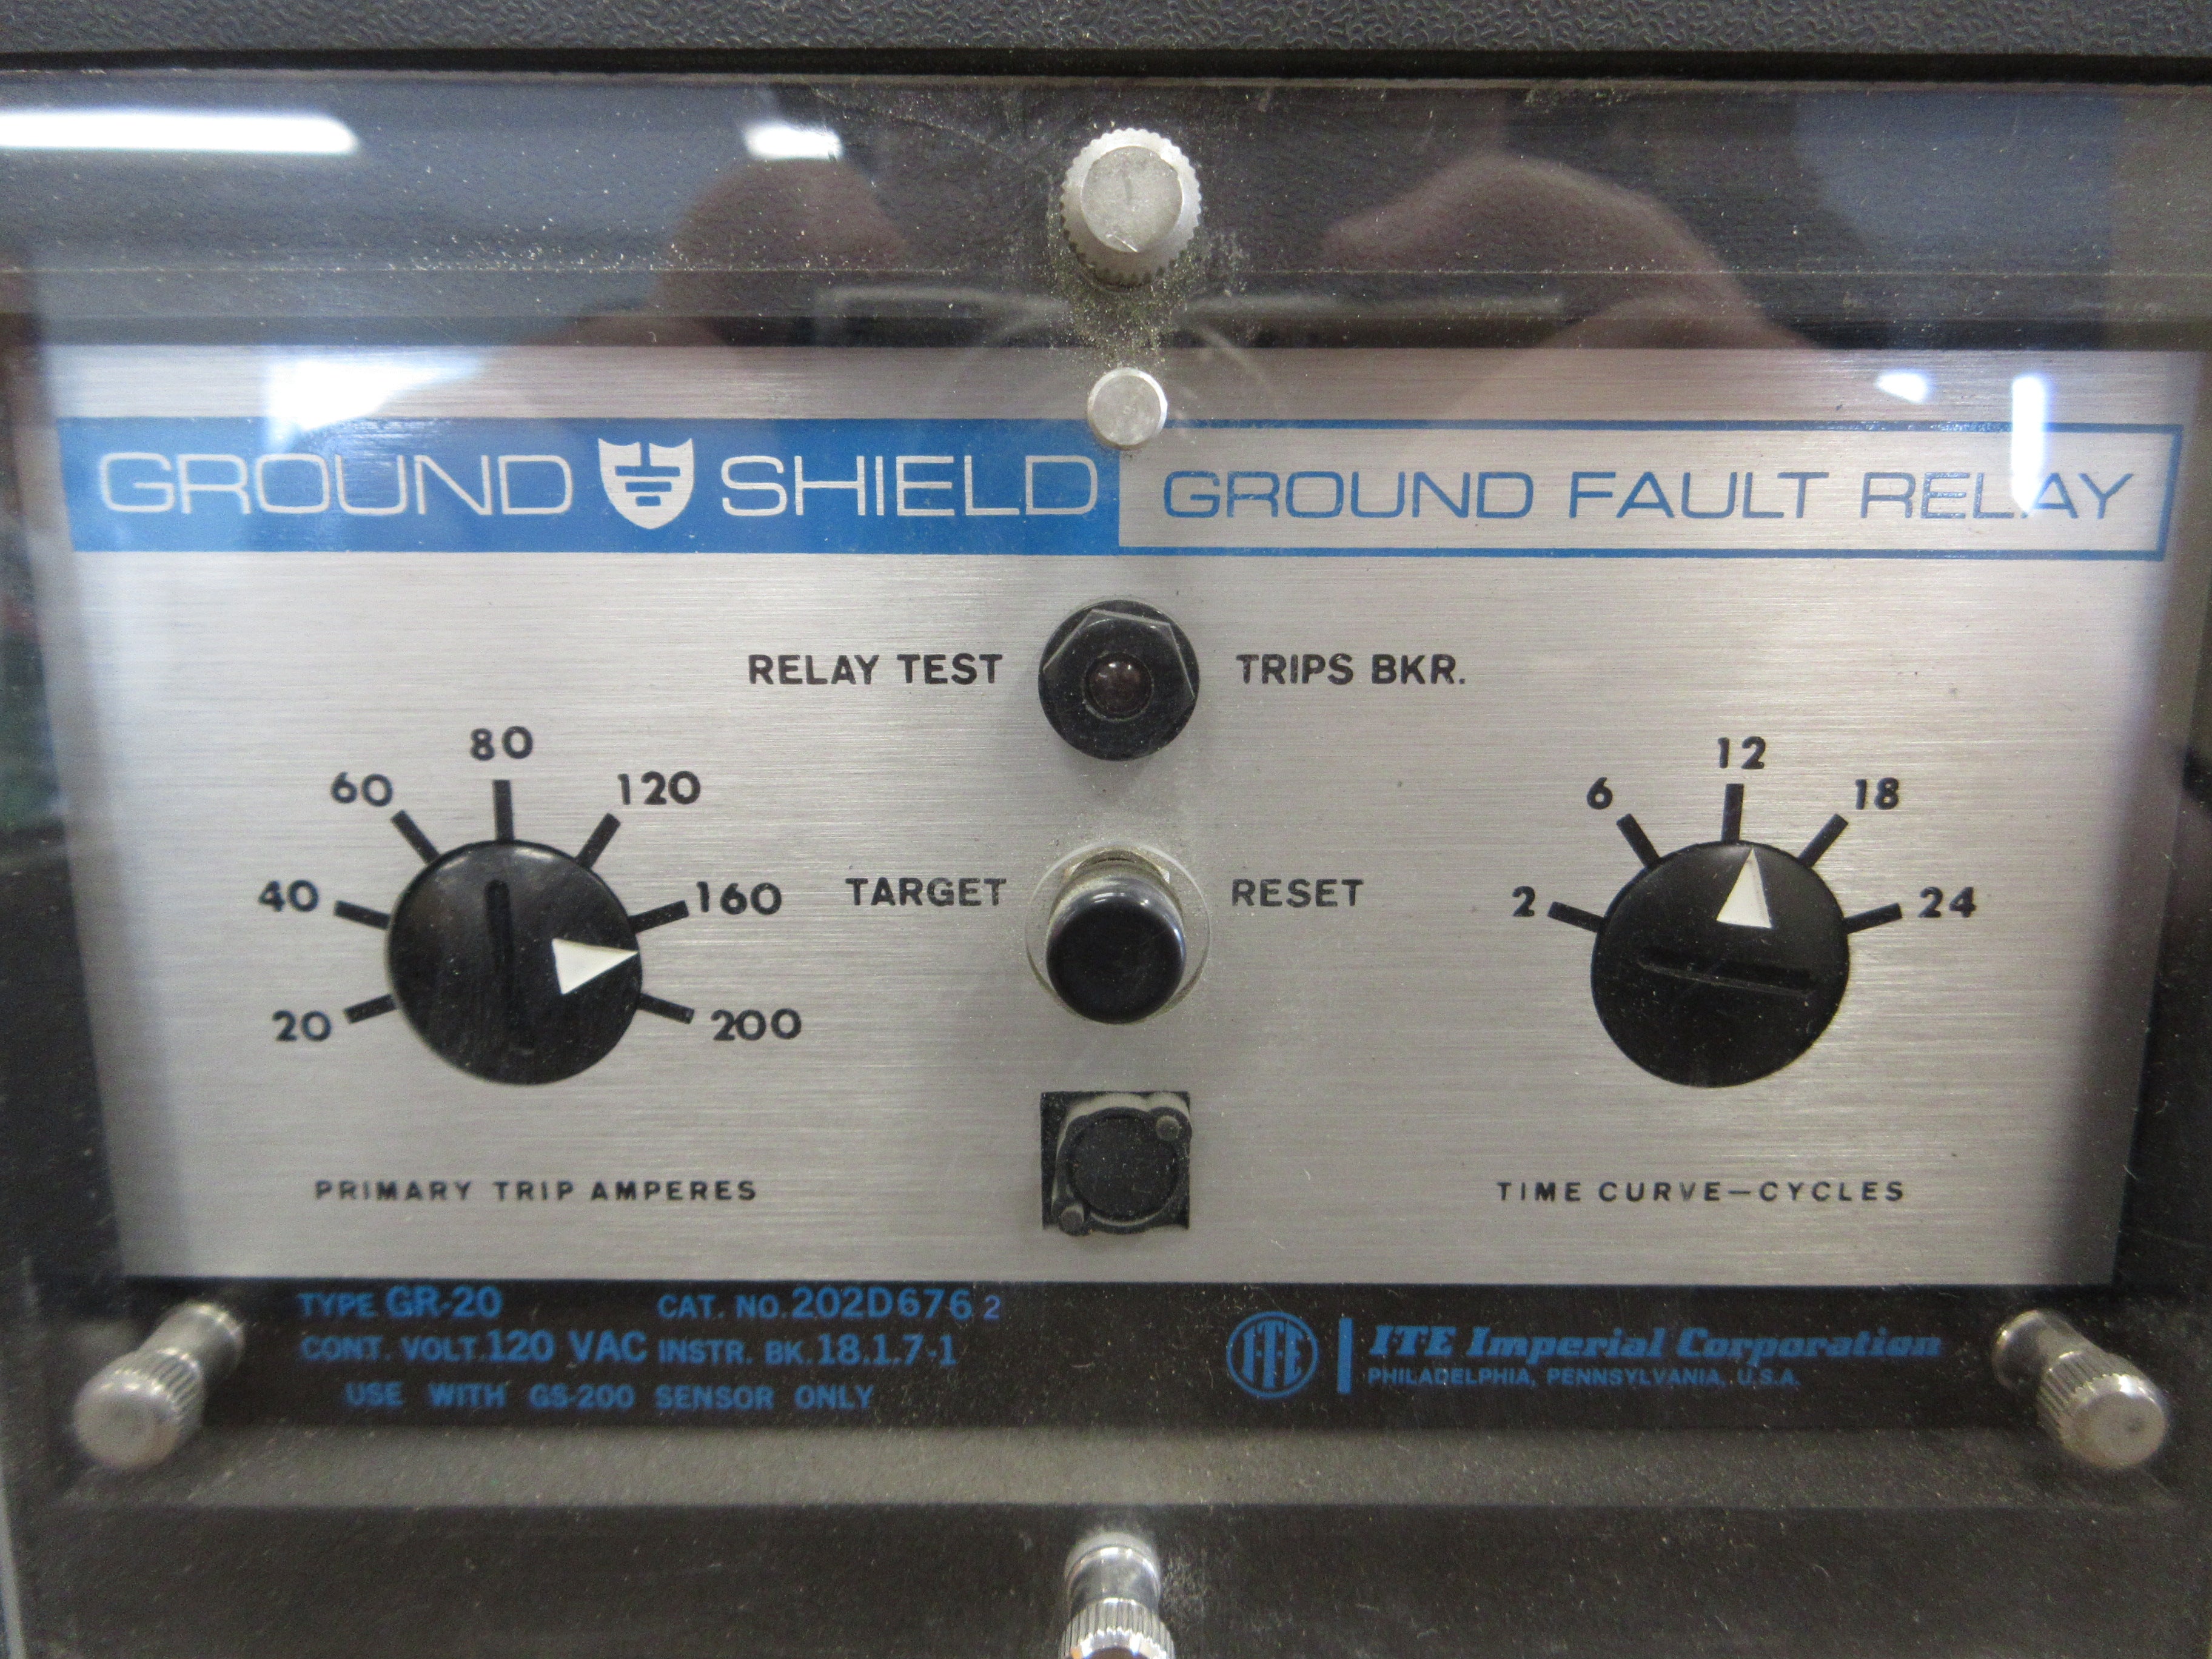 GROUND SHIELD GROUND FAULT RELAY
RELAY TEST TRIPS BKR.
80
60 120
40 160
20 200
TARGET RESET
12
6 18
2 24
PRIMARY TRIP AMPERES
TIME CURVE—CYCLES
TYPE GR-20 CAT. NO. 202D676 2
CONT. VOLT. 120 VAC INSTR. BK. 18.1.7-1
USE WITH GS-200 SENSOR ONLY
I-T-E
ITE Imperial Corporation
PHILADELPHIA, PENNSYLVANIA, U.S.A.